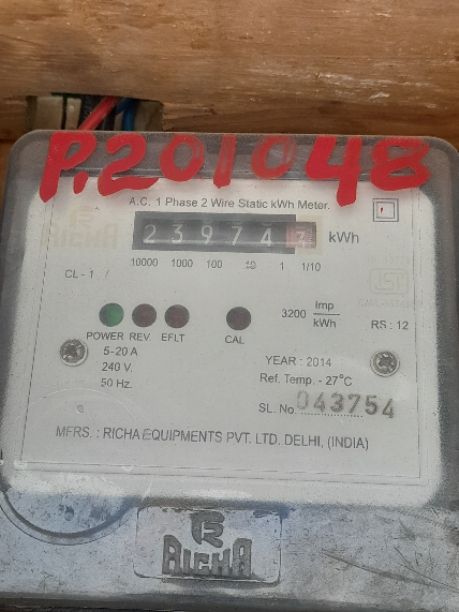 P.201048
A.C. 1 Phase 2 Wire Static kWh Meter.
23974 kWh
10000 1000 100 10 1 1/10
CL - 1
3200 Imp/kWh
RS : 12
POWER REV. EFLT CAL
5-20 A
240 V.
50 Hz.
YEAR : 2014
Ref. Temp. - 27°C
SL. No. 043754
MFRS. : RICHA EQUIPMENTS PVT. LTD. DELHI, (INDIA)
RICHA